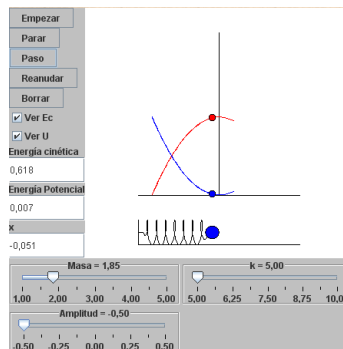 Empezar
Parar
Paso
Reanudar
Borrar
Ver Ec
Ver U
Energía cinética
0,618
Energía Potencial
0,007
x
-0,051
Masa = 1,85
1,00 2,00 3,00 4,00 5,00
k = 5,00
5,00 6,25 7,50 8,75 10,0
Amplitud = -0,50
-0,50 -0,25 0,00 0,25 0,50